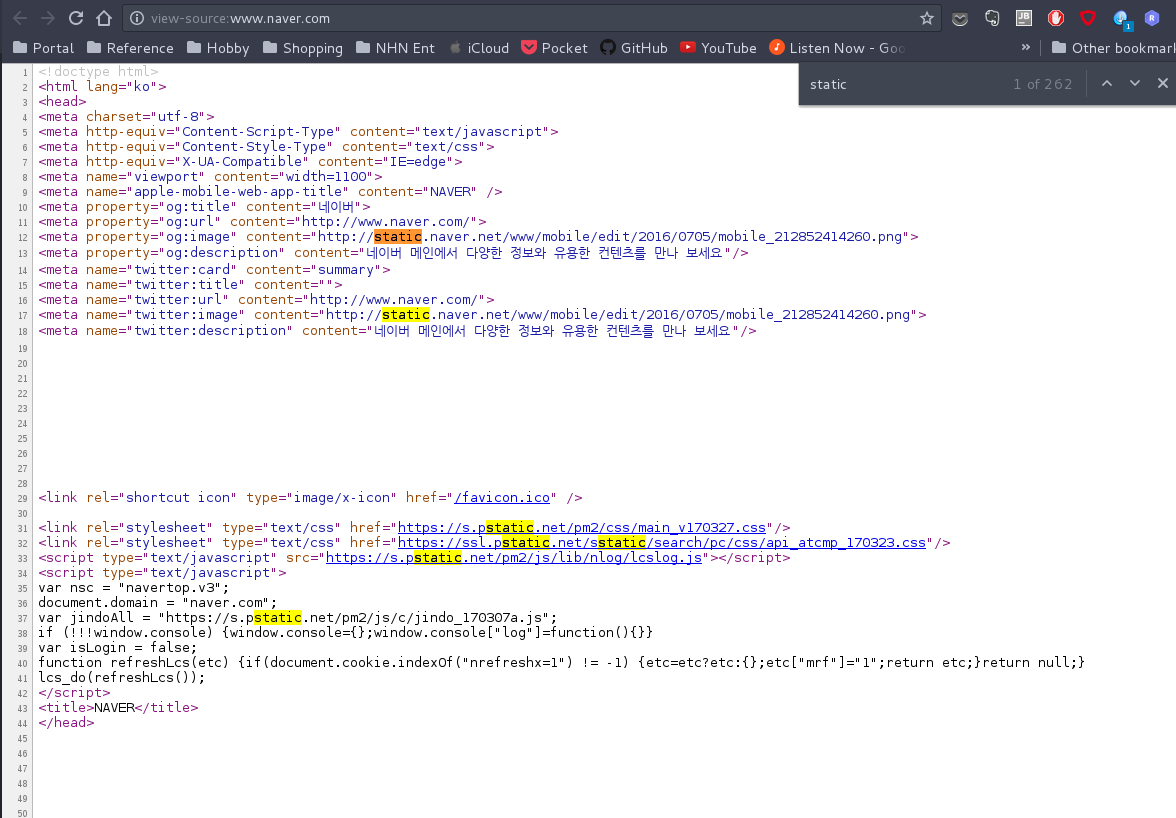 view-source:www.naver.com
Portal Reference Hobby Shopping NHN Ent iCloud Pocket GitHub YouTube Listen Now - Goo » Other bookmark
static 1 of 262
1 <!doctype html>
2 <html lang="ko">
3 <head>
4 <meta charset="utf-8">
5 <meta http-equiv="Content-Script-Type" content="text/javascript">
6 <meta http-equiv="Content-Style-Type" content="text/css">
7 <meta http-equiv="X-UA-Compatible" content="IE=edge">
8 <meta name="viewport" content="width=1100">
9 <meta name="apple-mobile-web-app-title" content="NAVER" />
10 <meta property="og:title" content="네이버">
11 <meta property="og:url" content="http://www.naver.com/">
12 <meta property="og:image" content="http://static.naver.net/www/mobile/edit/2016/0705/mobile_212852414260.png">
13 <meta property="og:description" content="네이버 메인에서 다양한 정보와 유용한 컨텐츠를 만나 보세요"/>
14 <meta name="twitter:card" content="summary">
15 <meta name="twitter:title" content="">
16 <meta name="twitter:url" content="http://www.naver.com/">
17 <meta name="twitter:image" content="http://static.naver.net/www/mobile/edit/2016/0705/mobile_212852414260.png">
18 <meta name="twitter:description" content="네이버 메인에서 다양한 정보와 유용한 컨텐츠를 만나 보세요"/>
19
20
21
22
23
24
25
26
27
28
29 <link rel="shortcut icon" type="image/x-icon" href="/favicon.ico" />
30
31 <link rel="stylesheet" type="text/css" href="https://s.pstatic.net/pm2/css/main_v170327.css"/>
32 <link rel="stylesheet" type="text/css" href="https://ssl.pstatic.net/sstatic/search/pc/css/api_atcmp_170323.css"/>
33 <script type="text/javascript" src="https://s.pstatic.net/pm2/js/lib/nlog/lcslog.js"></script>
34 <script type="text/javascript">
35 var nsc = "navertop.v3";
36 document.domain = "naver.com";
37 var jindoAll = "https://s.pstatic.net/pm2/js/c/jindo_170307a.js";
38 if (!!!window.console) {window.console={};window.console["log"]=function(){}}
39 var isLogin = false;
40 function refreshLcs(etc) {if(document.cookie.indexOf("nrefreshx=1") != -1) {etc=etc?etc:{};etc["mrf"]="1";return etc;}return null;}
41 lcs_do(refreshLcs());
42 </script>
43 <title>NAVER</title>
44 </head>
45
46
47
48
49
50